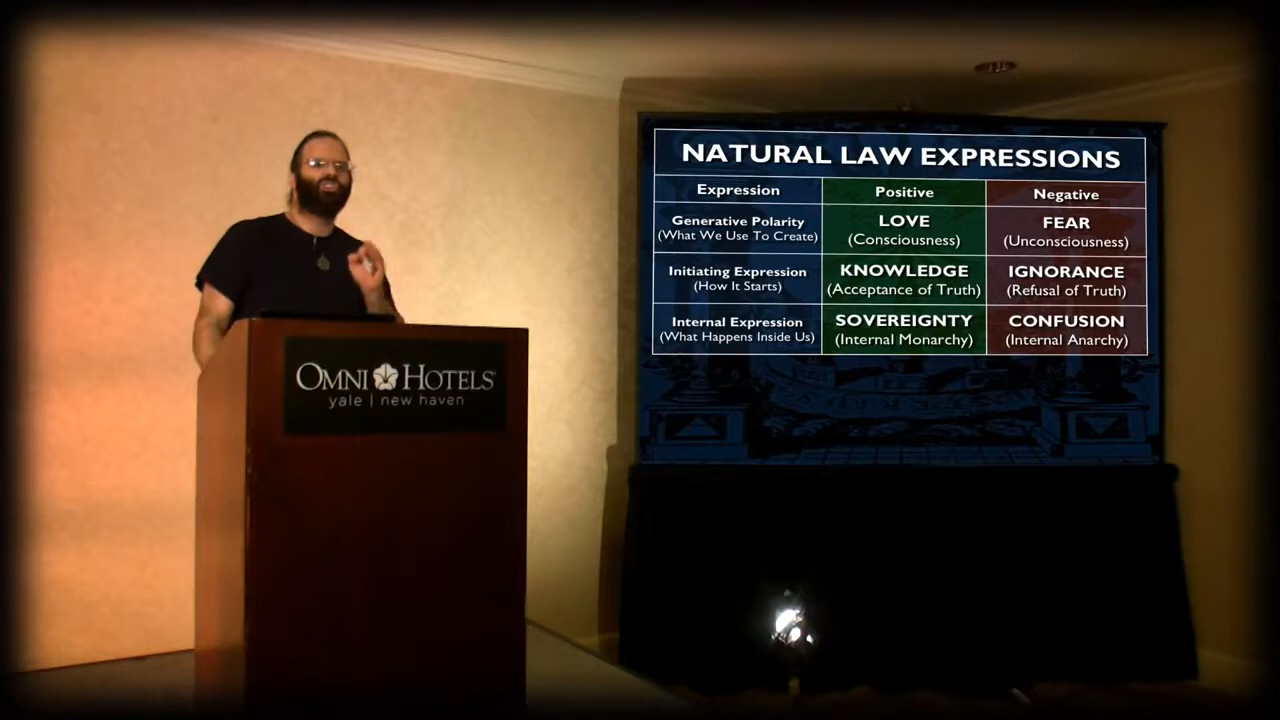 NATURAL LAW EXPRESSIONS
Expression Positive Negative
Generative Polarity
(What We Use To Create)
LOVE
(Consciousness)
FEAR
(Unconsciousness)
Initiating Expression
(How It Starts)
KNOWLEDGE
(Acceptance of Truth)
IGNORANCE
(Refusal of Truth)
Internal Expression
(What Happens Inside Us)
SOVEREIGNTY
(Internal Monarchy)
CONFUSION
(Internal Anarchy)
OMNI HOTELS
yale | new haven